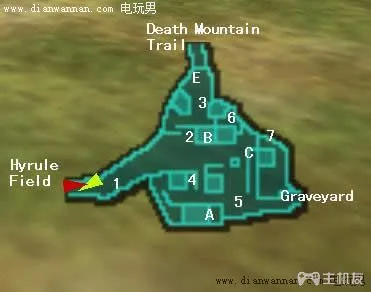 www.dianwannan.com 电玩男
Death Mountain
Trail
E
3
6
2
B
7
C
Hyrule
Field
1
4
Graveyard
5
A
www.dianwannan.com
主机友